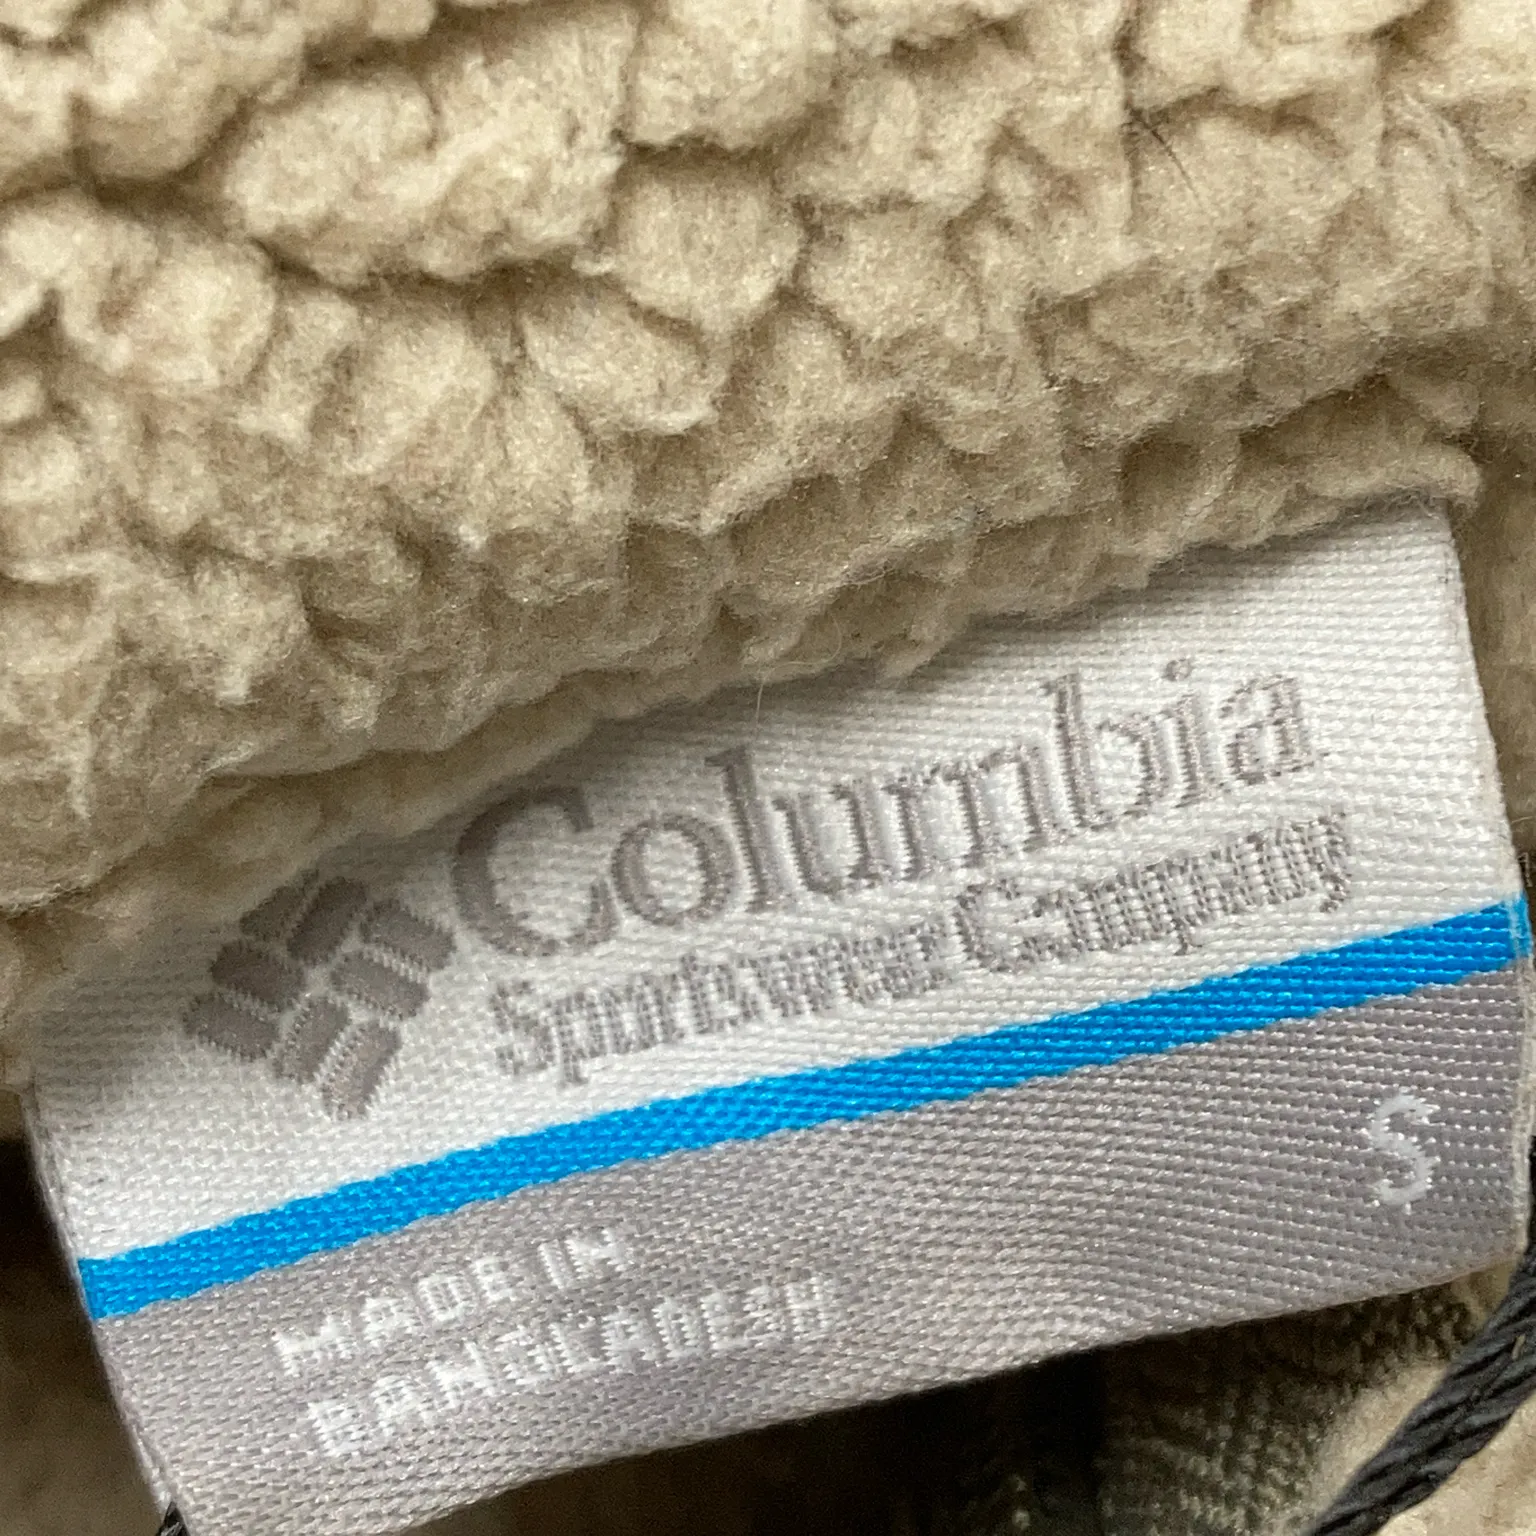 Columbia
Sportswear Company
S
MADE IN
BANGLADESH